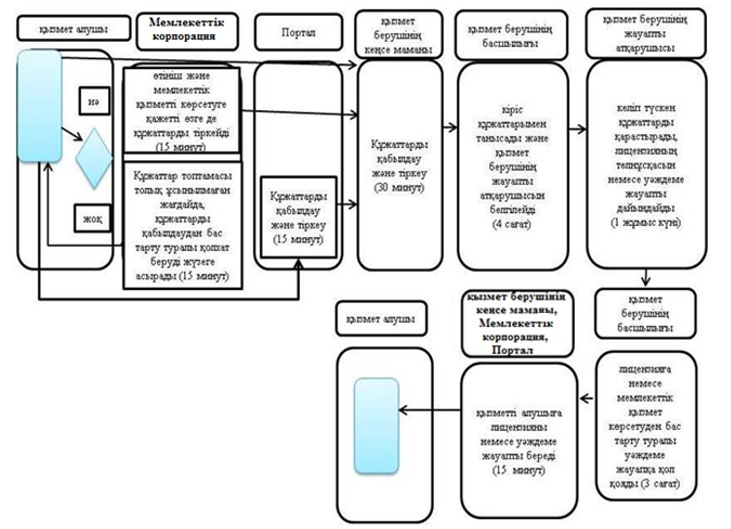 қызмет алушы
Мемлекеттік
корпорация
Портал
қызмет
берушінің
кеңсе маманы
қызмет берушінің
басшылығы
қызмет берушінің
жауапты
атқарушысы
иә
жоқ
өтініш және
мемлекеттік
қызметті көрсетуге
қажетті өзге де
құжаттарды тіркейді
(15 минут)
Құжаттар топтамасы
толық ұсынылмаған
жағдайда,
құжаттарды
қабылдаудан бас
тарту туралы қолхат
беруді жүзеге
асырады (15 минут)
Құжаттарды
қабылдау
және тіркеу
(15 минут)
Құжаттарды
қабылдау
және тіркеу
(30 минут)
кіріс
құжаттарымен
танысады және
қызмет
берушінің
жауапты
атқарушысын
белгілейді
(4 сағат)
келіп түскен
құжаттарды
қарастырады,
лицензияның
телнұсқасын
немесе уәждеме
жауапты
дайындайды
(1 жұмыс күні)
қызмет
берушінің
басшылығы
қызмет берушінің
кеңсе маманы,
Мемлекеттік
корпорация,
Портал
қызмет алушы
лицензияға
немесе
мемлекеттік
қызмет
көрсетуден бас
тарту туралы
уәждеме
жауапқа қол
қояды (3 сағат)
қызметті алушыға
лицензияны
немесе уәждеме
жауапты береді
(15 минут)